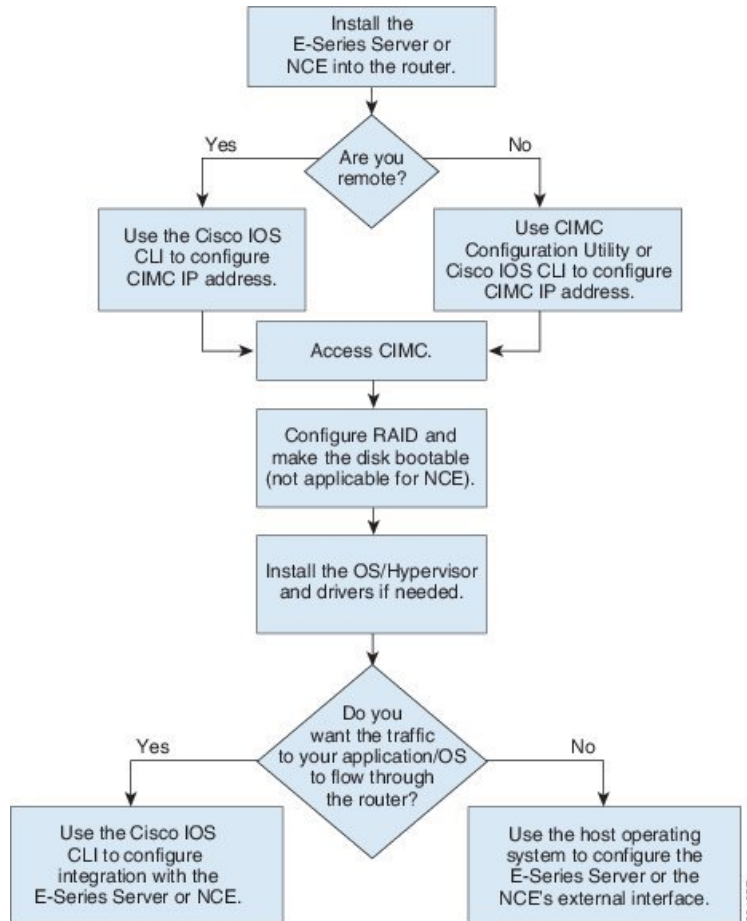 Install the
E-Series Server or
NCE into the router.
Yes
No
Are you
remote?
Use the Cisco IOS
CLI to configure
CIMC IP address.
Use CIMC
Configuration Utility or
Cisco IOS CLI to configure
CIMC IP address.
Access CIMC.
Configure RAID and
make the disk bootable
(not applicable for NCE).
Install the OS/Hypervisor
and drivers if needed.
Do you
want the traffic
to your application/OS
to flow through
the router?
Yes
No
Use the Cisco IOS
CLI to configure
integration with the
E-Series Server or NCE.
Use the host operating
system to configure the
E-Series Server or the
NCE's external interface.